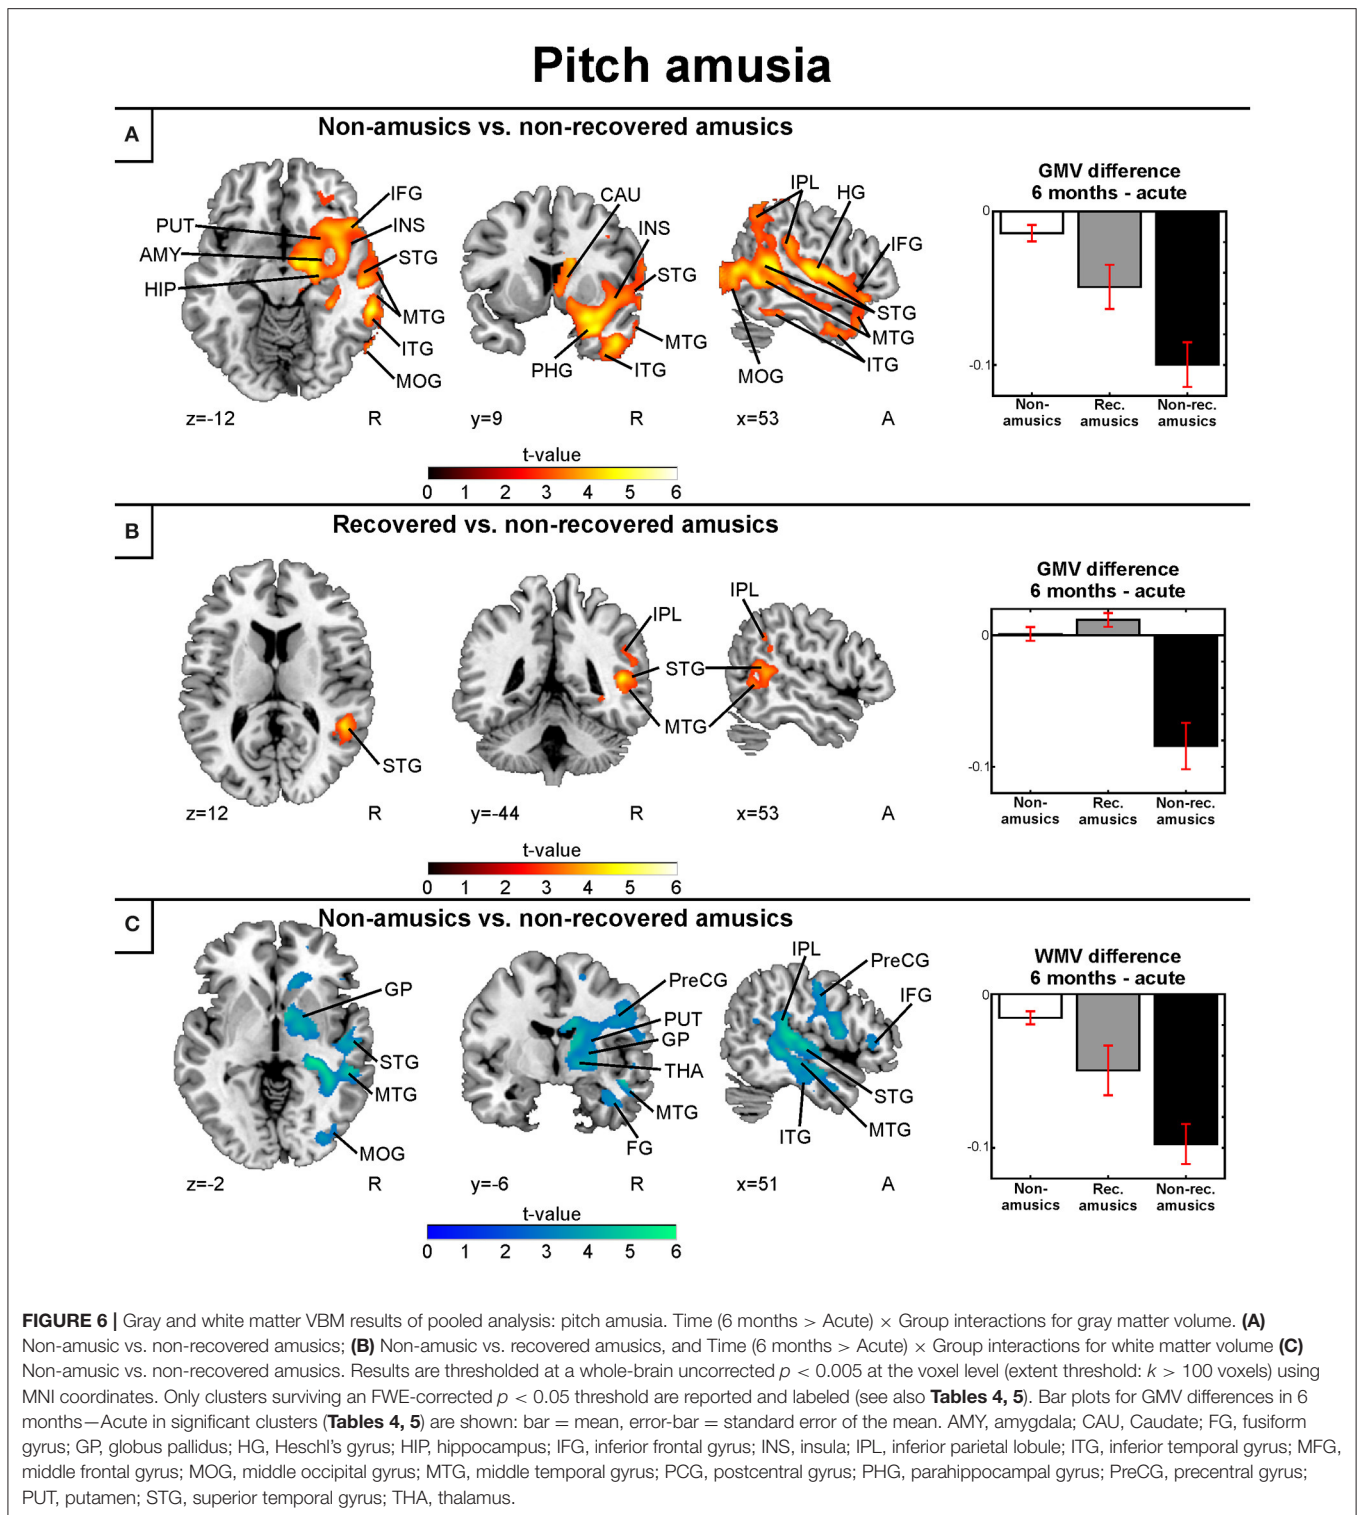 Pitch amusia
A
Non-amusics vs. non-recovered amusics
PUT
AMY
HIP
IFG
INS
STG
MTG
ITG
MOG
z=-12
R
CAU
INS
STG
MTG
ITG
PHG
y=9
R
IPL
HG
IFG
STG
MTG
ITG
MOG
x=53
A
GMV difference
6 months - acute
0
-0.1
Non-
amusics
Rec.
amusics
Non-rec.
amusics
t-value
0 1 2 3 4 5 6
B
Recovered vs. non-recovered amusics
STG
z=12
R
IPL
STG
MTG
y=-44
R
IPL
x=53
A
GMV difference
6 months - acute
0
-0.1
Non-
amusics
Rec.
amusics
Non-rec.
amusics
t-value
0 1 2 3 4 5 6
C
Non-amusics vs. non-recovered amusics
GP
STG
MTG
MOG
z=-2
R
PreCG
PUT
GP
THA
MTG
FG
y=-6
R
IPL
PreCG
IFG
STG
MTG
ITG
x=51
A
WMV difference
6 months - acute
0
-0.1
Non-
amusics
Rec.
amusics
Non-rec.
amusics
t-value
0 1 2 3 4 5 6
FIGURE 6 | Gray and white matter VBM results of pooled analysis: pitch amusia. Time (6 months > Acute) × Group interactions for gray matter volume. (A)
Non-amusic vs. non-recovered amusics; (B) Non-amusic vs. recovered amusics, and Time (6 months > Acute) × Group interactions for white matter volume (C)
Non-amusic vs. non-recovered amusics. Results are thresholded at a whole-brain uncorrected p < 0.005 at the voxel level (extent threshold: k > 100 voxels) using
MNI coordinates. Only clusters surviving an FWE-corrected p < 0.05 threshold are reported and labeled (see also Tables 4, 5). Bar plots for GMV differences in 6
months—Acute in significant clusters (Tables 4, 5) are shown: bar = mean, error-bar = standard error of the mean. AMY, amygdala; CAU, Caudate; FG, fusiform
gyrus; GP, globus pallidus; HG, Heschl's gyrus; HIP, hippocampus; IFG, inferior frontal gyrus; INS, insula; IPL, inferior parietal lobule; ITG, inferior temporal gyrus; MFG,
middle frontal gyrus; MOG, middle occipital gyrus; MTG, middle temporal gyrus; PCG, postcentral gyrus; PHG, parahippocampal gyrus; PreCG, precentral gyrus;
PUT, putamen; STG, superior temporal gyrus; THA, thalamus.